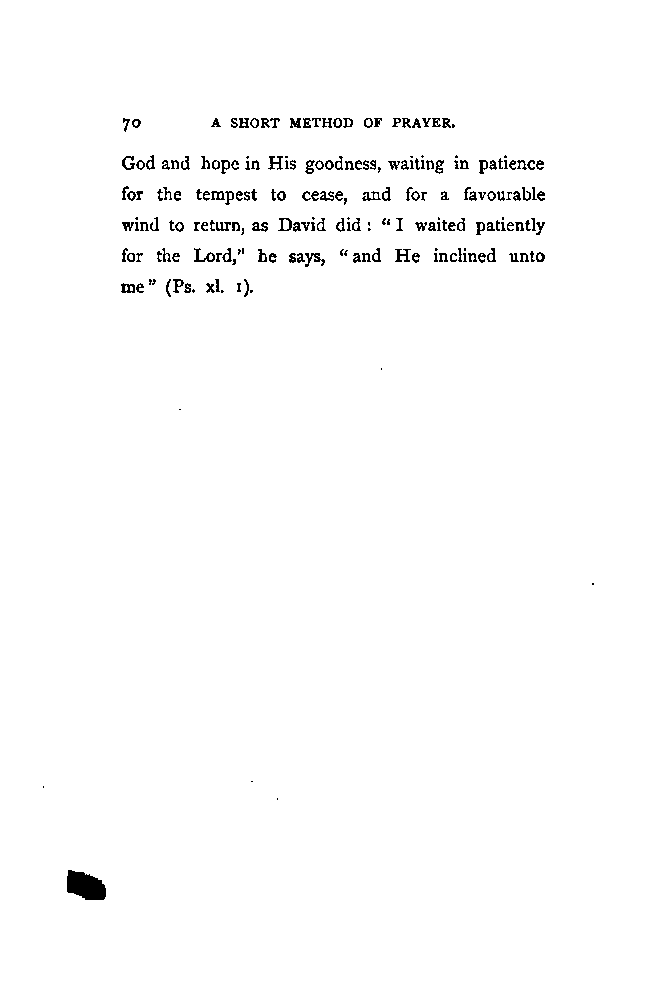 70 A SHORT METHOD OF PRAYER.
God and hope in His goodness, waiting in patience
for the tempest to cease, and for a favourable
wind to return, as David did : “ I waited patiently
for the Lord,” he says, “and He inclined unto
me” (Ps. xl. 1).